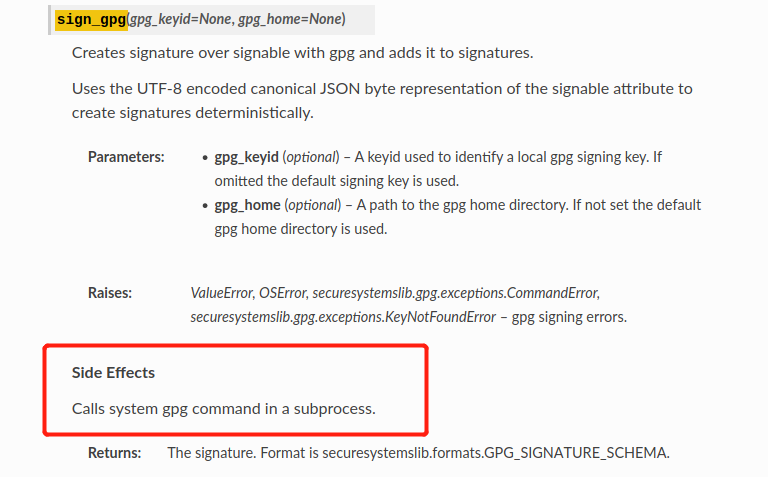 sign_gpg(gpg_keyid=None, gpg_home=None)
Creates signature over signable with gpg and adds it to signatures.
Uses the UTF-8 encoded canonical JSON byte representation of the signable attribute to
create signatures deterministically.
Parameters:
• gpg_keyid (optional) – A keyid used to identify a local gpg signing key. If
omitted the default signing key is used.
• gpg_home (optional) – A path to the gpg home directory. If not set the default
gpg home directory is used.
Raises: ValueError, OSError, securesystemslib.gpg.exceptions.CommandError,
securesystemslib.gpg.exceptions.KeyNotFoundError – gpg signing errors.
Side Effects
Calls system gpg command in a subprocess.
Returns: The signature. Format is securesystemslib.formats.GPG_SIGNATURE_SCHEMA.